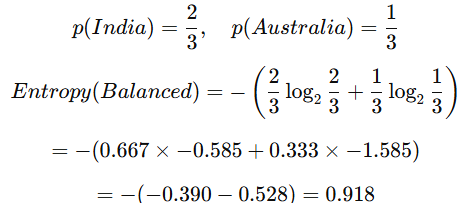 p(India) = 2/3, p(Australia) = 1/3
Entropy(Balanced) = −(2/3 log₂ 2/3 + 1/3 log₂ 1/3)
= −(0.667 × −0.585 + 0.333 × −1.585)
= −(−0.390 − 0.528) = 0.918